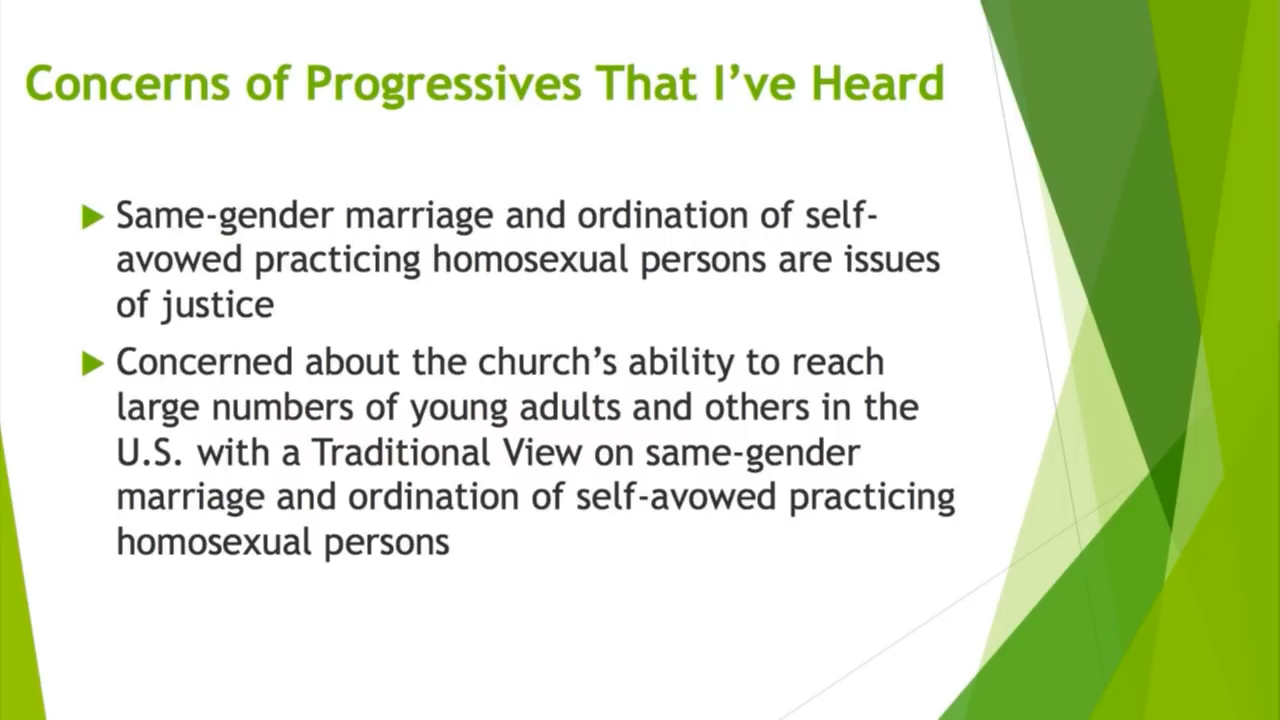 Concerns of Progressives That I’ve Heard
Same-gender marriage and ordination of self-
avowed practicing homosexual persons are issues
of justice
Concerned about the church’s ability to reach
large numbers of young adults and others in the
U.S. with a Traditional View on same-gender
marriage and ordination of self-avowed practicing
homosexual persons